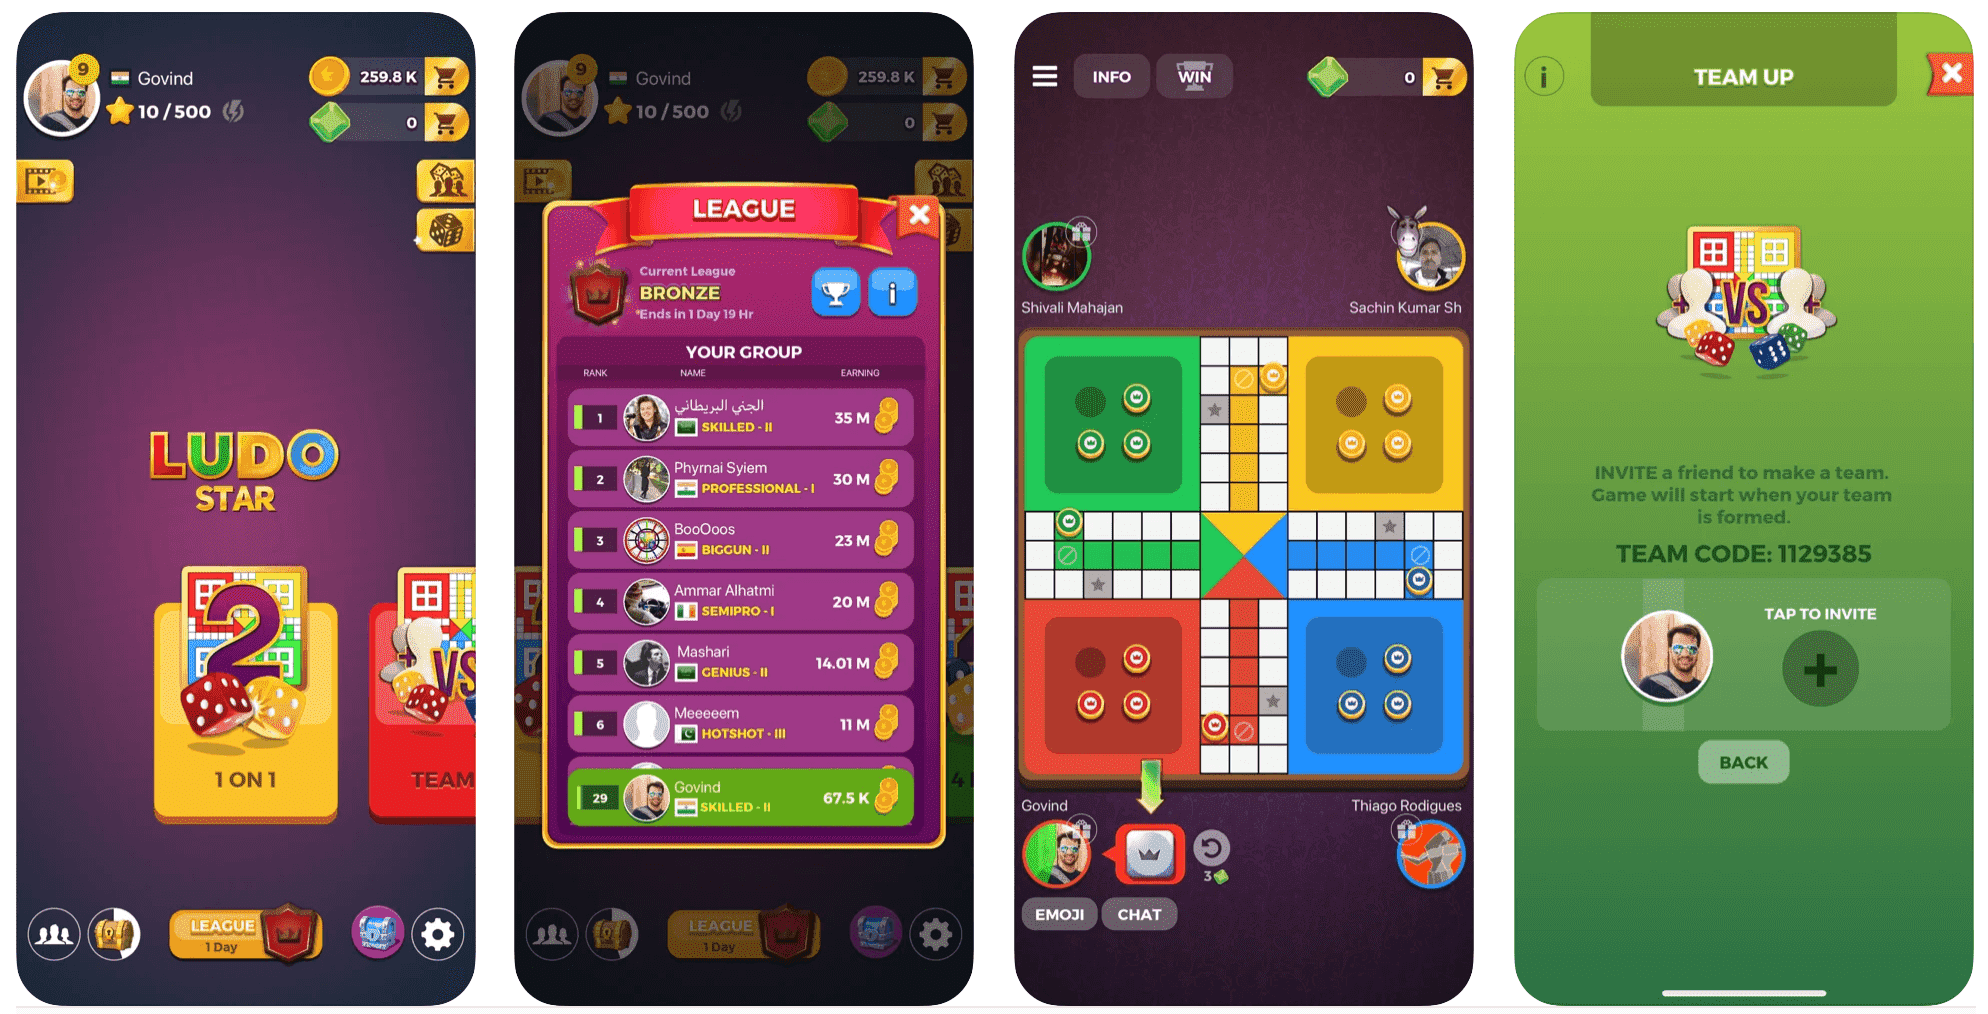 9
Govind
259.8 K
10 / 500
0
LUDO
STAR
2
VS
1 ON 1
TEAM
LEAGUE
1 Day
9
Govind
259.8 K
10 / 500
0
LEAGUE
Current League
BRONZE
*Ends in 1 Day 19 Hr
YOUR GROUP
RANK NAME EARNING
1 الجني البريطاني 35 M
SKILLED - II
2 Phyrnai Syiem 30 M
PROFESSIONAL - I
3 BooOoos 23 M
BIGGUN - II
4 Ammar Alhatmi 20 M
SEMIPRO - I
5 Mashari 14.01 M
GENIUS - II
6 Meeeeem 11 M
HOTSHOT - III
29 Govind 67.5 K
SKILLED - II
4
LEAGUE
1 Day
INFO
WIN
0
Shivali Mahajan
Sachin Kumar Sh
Govind
Thiago Rodigues
3
EMOJI
CHAT
TEAM UP
VS
INVITE a friend to make a team.
Game will start when your team
is formed.
TEAM CODE: 1129385
TAP TO INVITE
BACK